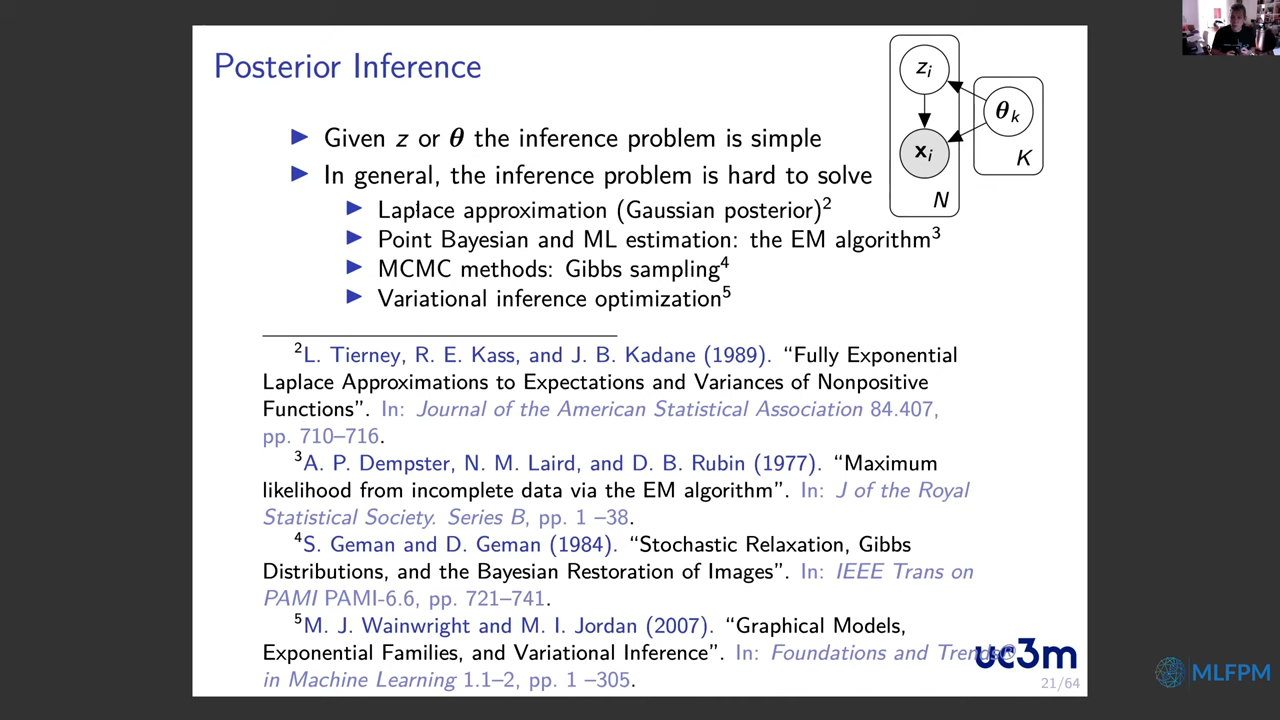 Posterior Inference
z_i
θ_k
x_i
K
N
▶ Given z or θ the inference problem is simple
▶ In general, the inference problem is hard to solve
▶ Laplace approximation (Gaussian posterior)²
▶ Point Bayesian and ML estimation: the EM algorithm³
▶ MCMC methods: Gibbs sampling⁴
▶ Variational inference optimization⁵
²L. Tierney, R. E. Kass, and J. B. Kadane (1989). “Fully Exponential
Laplace Approximations to Expectations and Variances of Nonpositive
Functions”. In: Journal of the American Statistical Association 84.407,
pp. 710–716.
³A. P. Dempster, N. M. Laird, and D. B. Rubin (1977). “Maximum
likelihood from incomplete data via the EM algorithm”. In: J of the Royal
Statistical Society. Series B, pp. 1 –38.
⁴S. Geman and D. Geman (1984). “Stochastic Relaxation, Gibbs
Distributions, and the Bayesian Restoration of Images”. In: IEEE Trans on
PAMI PAMI-6.6, pp. 721–741.
⁵M. J. Wainwright and M. I. Jordan (2007). “Graphical Models,
Exponential Families, and Variational Inference”. In: Foundations and Trends®
in Machine Learning 1.1–2, pp. 1 –305.
uc3m
21/64
MLFPM